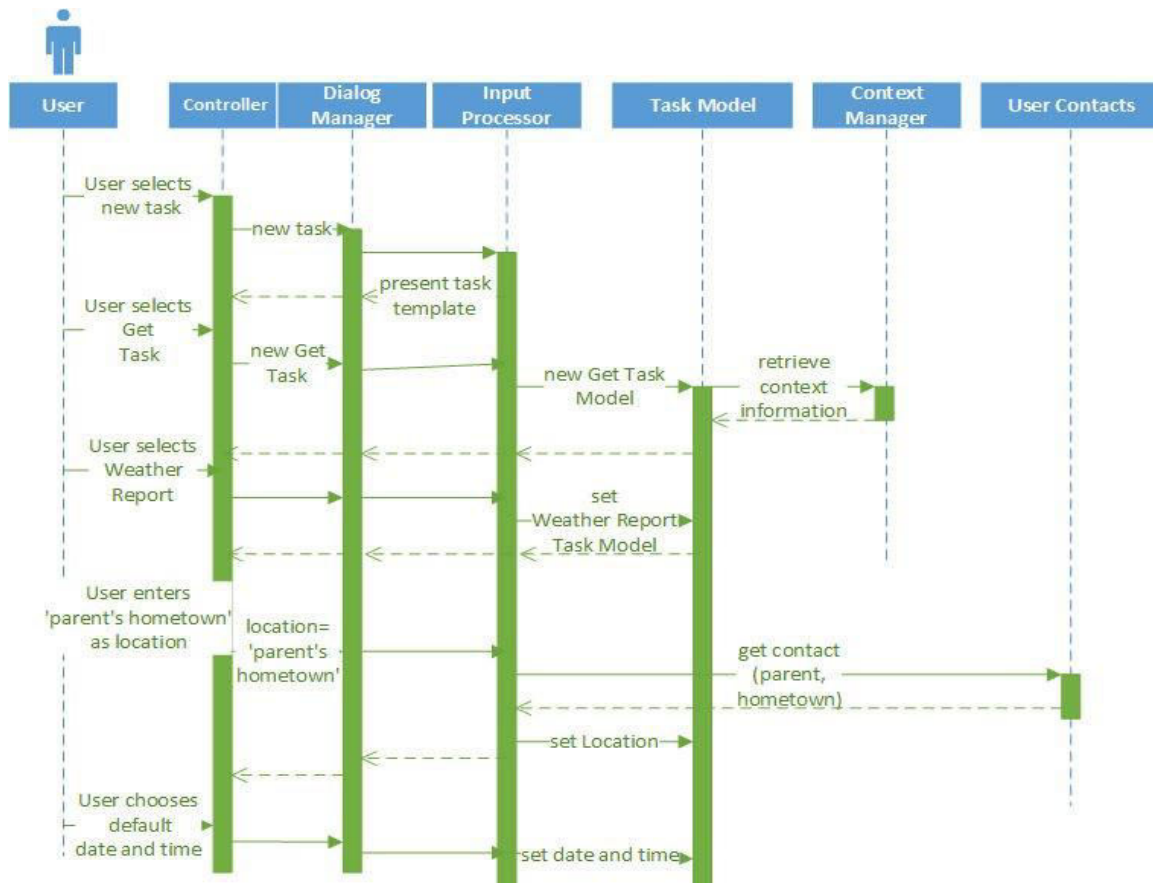 User
Controller
Dialog
Manager
Input
Processor
Task Model
Context
Manager
User Contacts
User selects
new task
new task
present task
template
User selects
Get
Task
new Get
Task
new Get Task
Model
retrieve
context
information
User selects
Weather
Report
set
Weather Report
Task Model
User enters
'parent's hometown'
as location
location=
'parent's
hometown'
get contact
(parent,
hometown)
set Location
User chooses
default
date and time
set date and time